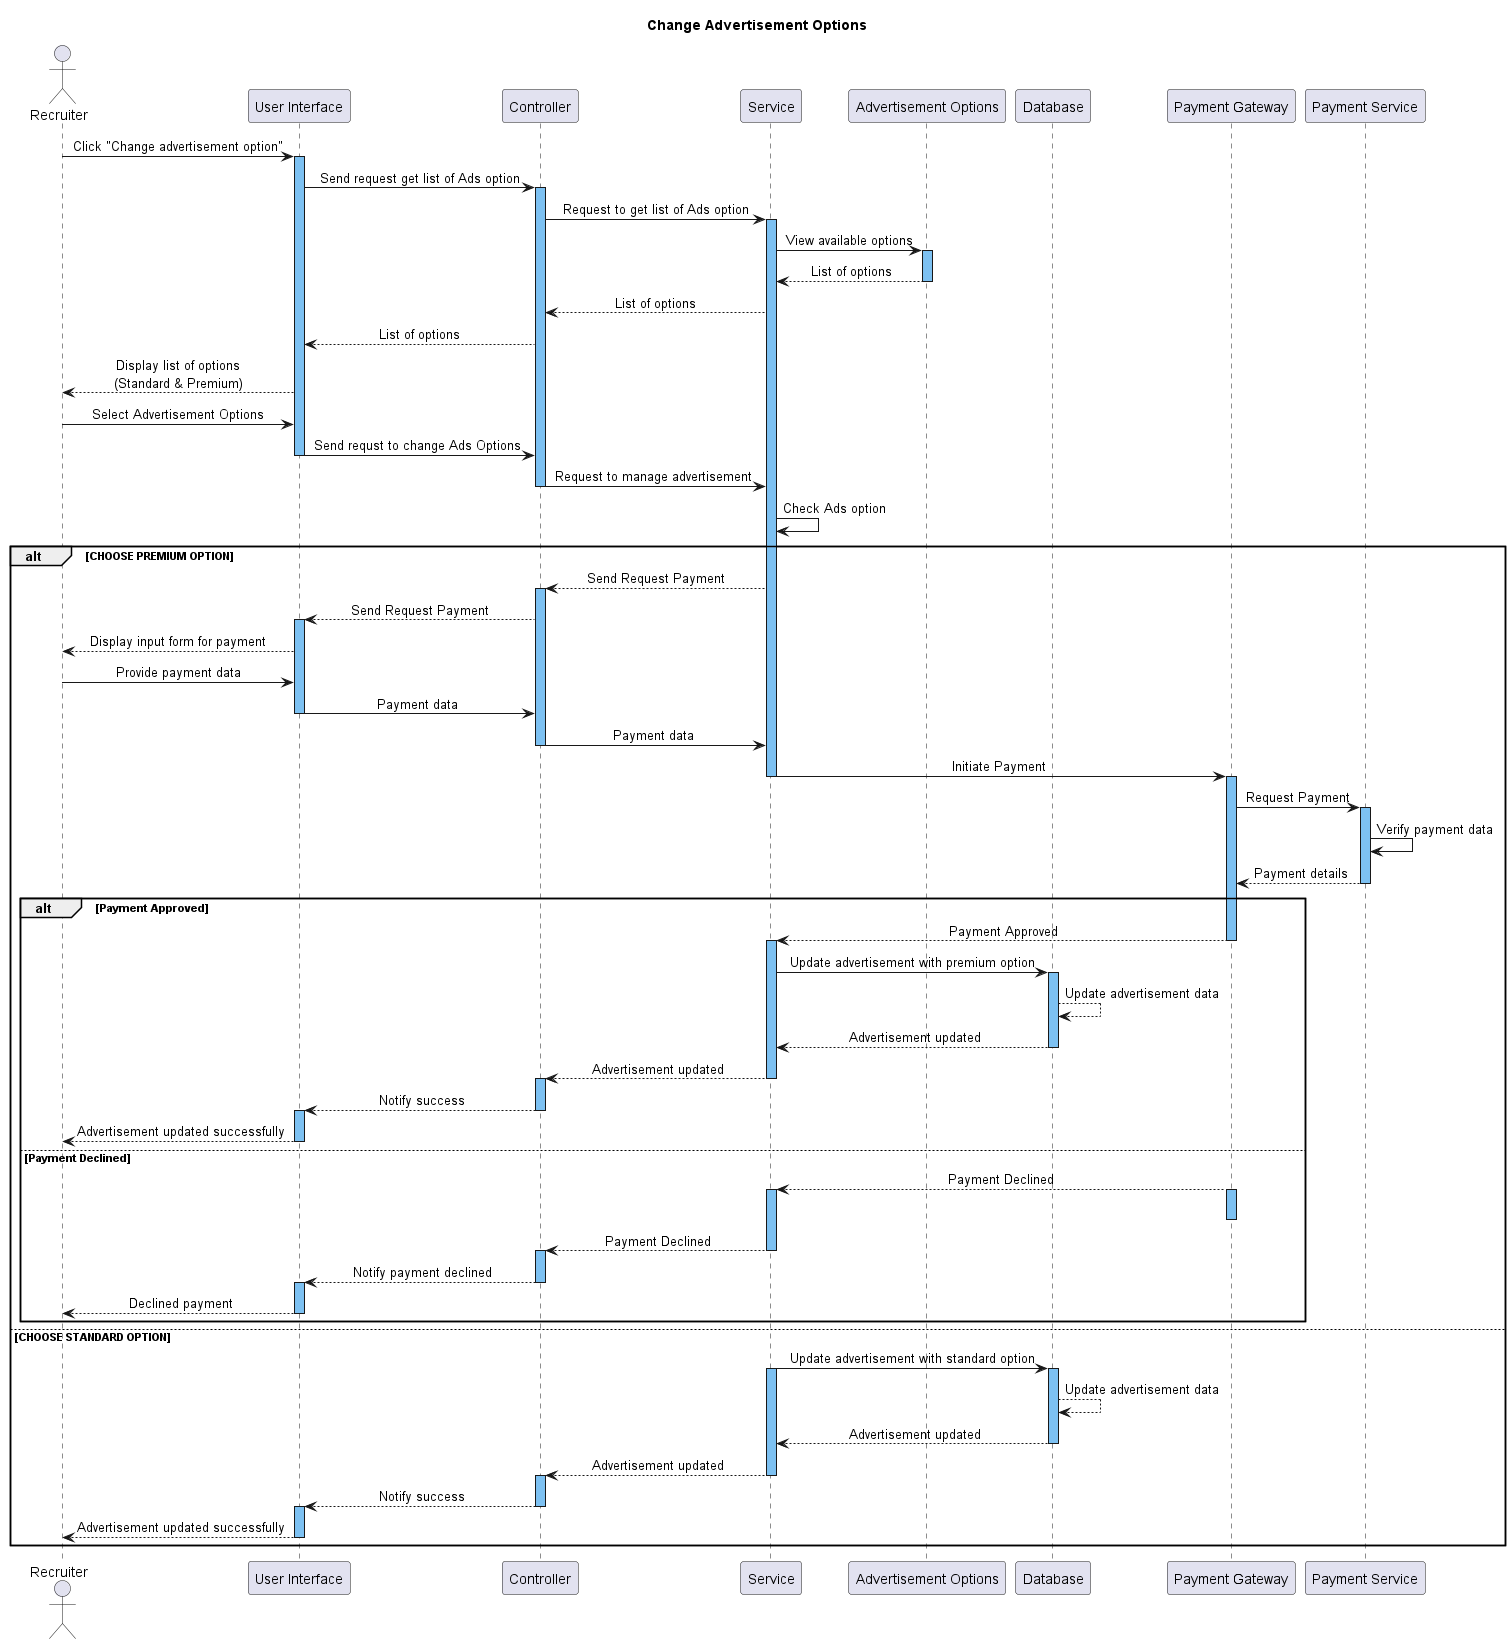 Change Advertisement Options
Recruiter
User Interface
Controller
Service
Advertisement Options
Database
Payment Gateway
Payment Service
Click "Change advertisement option"
Send request get list of Ads option
Request to get list of Ads option
View available options
List of options
List of options
List of options
Display list of options
(Standard & Premium)
Select Advertisement Options
Send requst to change Ads Options
Request to manage advertisement
Check Ads option
alt
[CHOOSE PREMIUM OPTION]
Send Request Payment
Send Request Payment
Display input form for payment
Provide payment data
Payment data
Payment data
Initiate Payment
Request Payment
Verify payment data
Payment details
alt
[Payment Approved]
Payment Approved
Update advertisement with premium option
Update advertisement data
Advertisement updated
Advertisement updated
Notify success
Advertisement updated successfully
[Payment Declined]
Payment Declined
Payment Declined
Notify payment declined
Declined payment
[CHOOSE STANDARD OPTION]
Update advertisement with standard option
Update advertisement data
Advertisement updated
Advertisement updated
Notify success
Advertisement updated successfully
Recruiter
User Interface
Controller
Service
Advertisement Options
Database
Payment Gateway
Payment Service